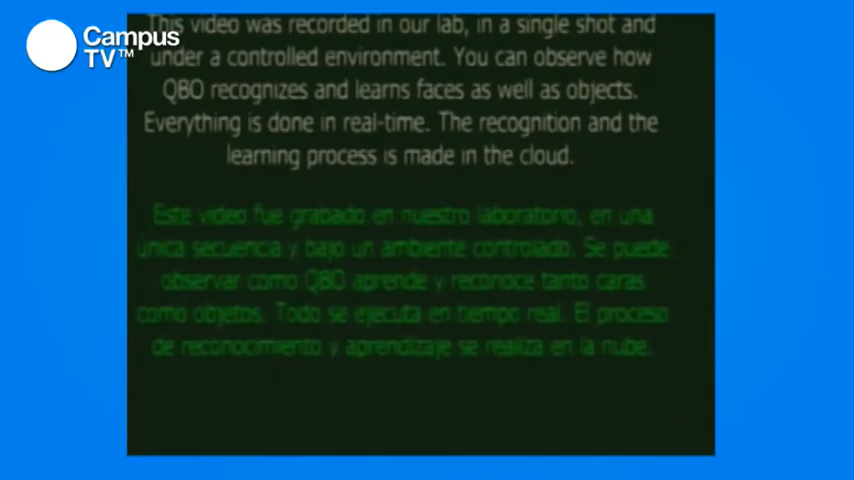 Campus
TV™
This video was recorded in our lab, in a single shot and
under a controlled environment. You can observe how
QBO recognizes and learns faces as well as objects.
Everything is done in real-time. The recognition and the
learning process is made in the cloud.
Este video fue grabado en nuestro laboratorio, en una
única secuencia y bajo un ambiente controlado. Se puede
observar como QBO aprende y reconoce tanto caras
como objetos. Todo se ejecuta en tiempo real. El proceso
de reconocimiento y aprendizaje se realiza en la nube.